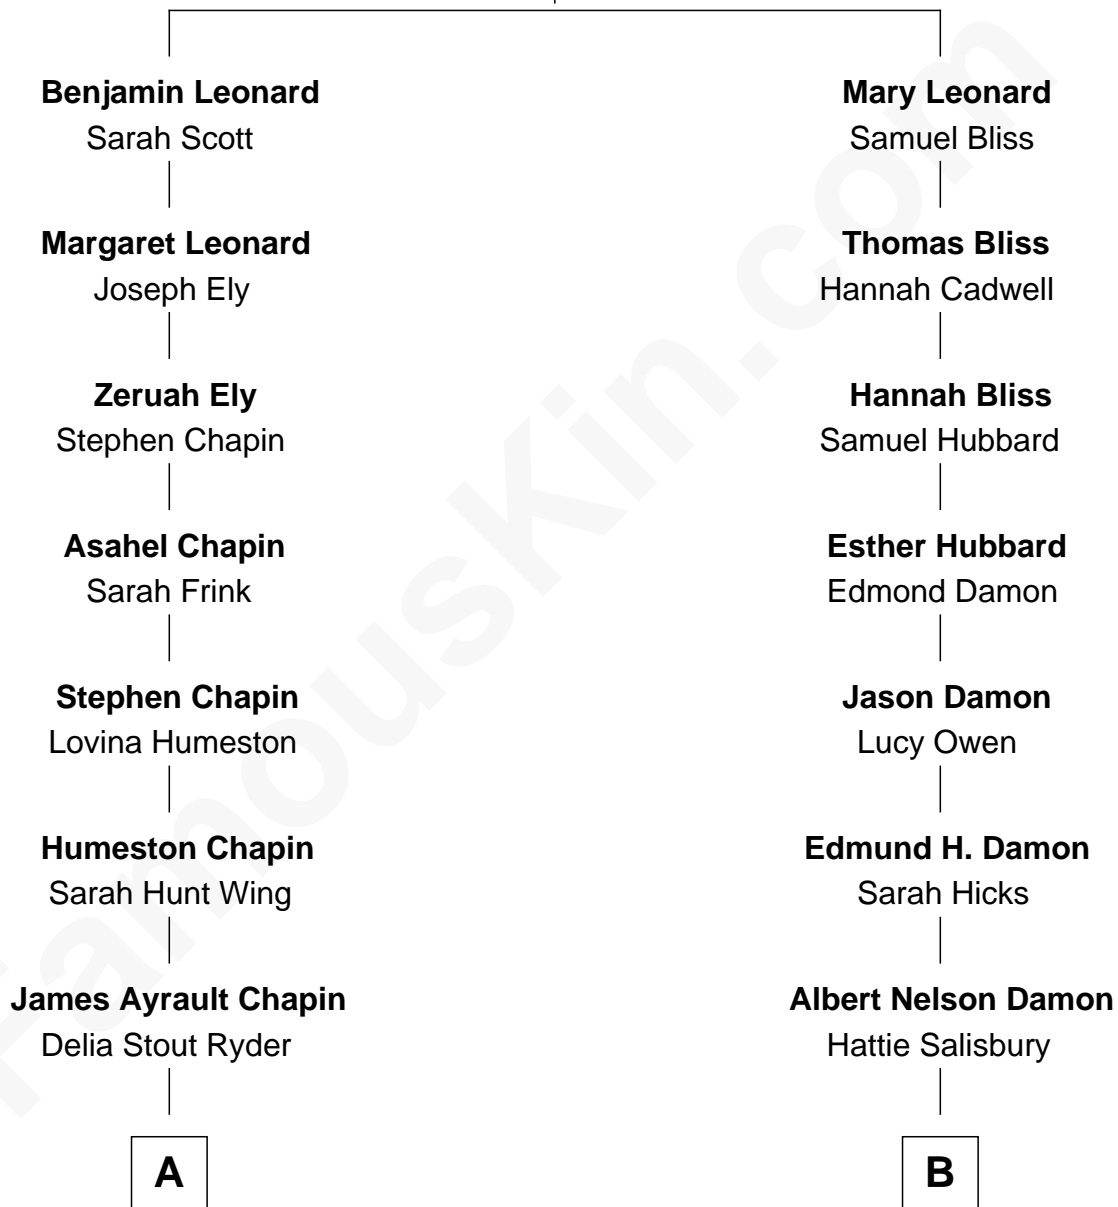 Benjamin Leonard
Sarah Scott
Margaret Leonard
Joseph Ely
Zeruah Ely
Stephen Chapin
Asahel Chapin
Sarah Frink
Stephen Chapin
Lovina Humeston
Humeston Chapin
Sarah Hunt Wing
James Ayrault Chapin
Delia Stout Ryder
A
Mary Leonard
Samuel Bliss
Thomas Bliss
Hannah Cadwell
Hannah Bliss
Samuel Hubbard
Esther Hubbard
Edmond Damon
Jason Damon
Lucy Owen
Edmund H. Damon
Sarah Hicks
Albert Nelson Damon
Hattie Salisbury
B
FamousKin.com